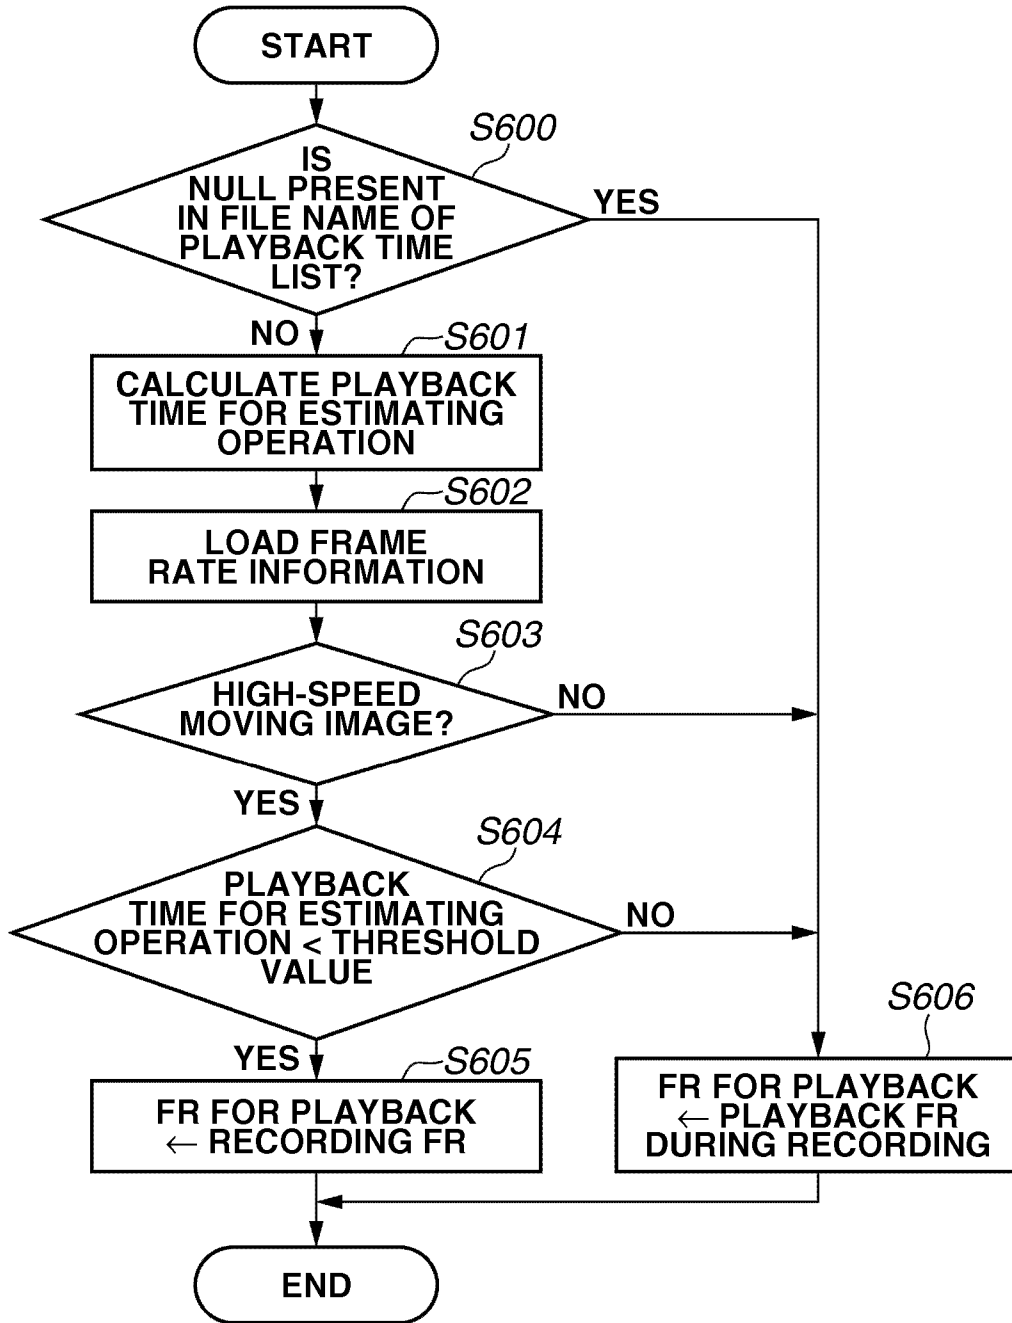 START
S600
IS
NULL PRESENT
IN FILE NAME OF
PLAYBACK TIME
LIST?
YES
NO
S601
CALCULATE PLAYBACK
TIME FOR ESTIMATING
OPERATION
S602
LOAD FRAME
RATE INFORMATION
S603
HIGH-SPEED
MOVING IMAGE?
NO
YES
S604
PLAYBACK
TIME FOR ESTIMATING
OPERATION < THRESHOLD
VALUE
NO
YES
S605
FR FOR PLAYBACK
← RECORDING FR
S606
FR FOR PLAYBACK
← PLAYBACK FR
DURING RECORDING
END